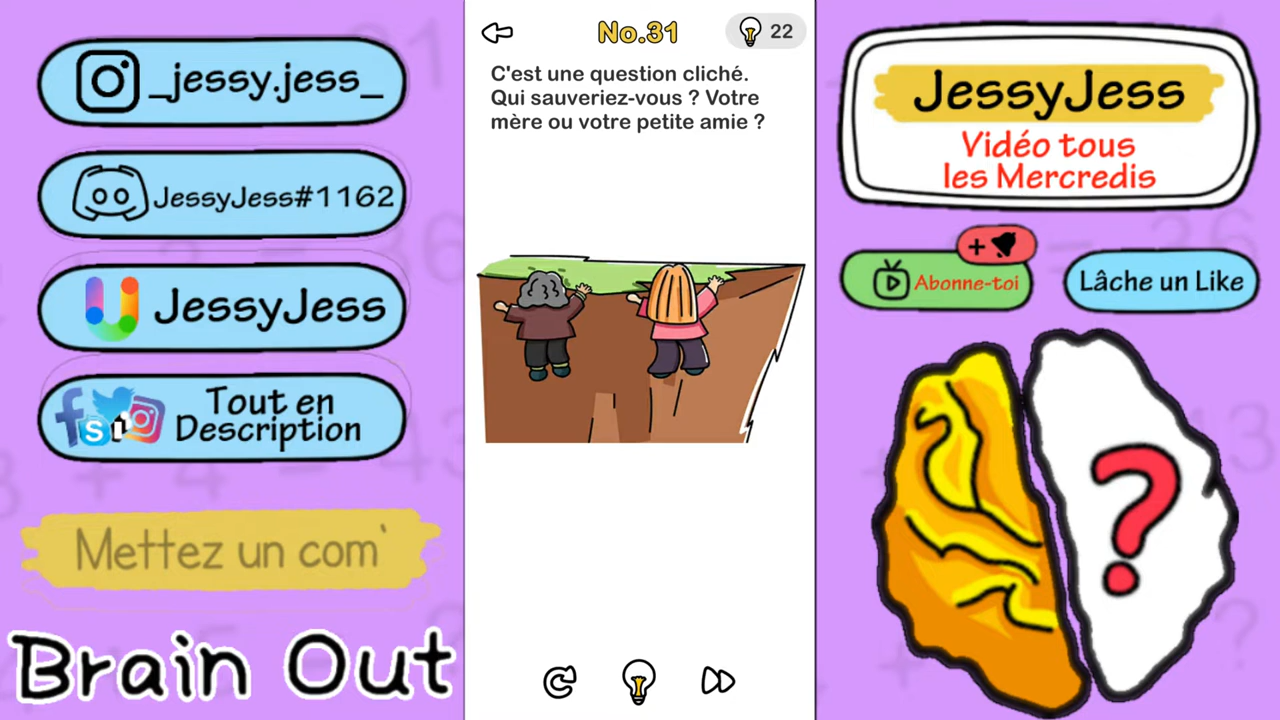 _jessy.jess_
JessyJess#1162
JessyJess
Tout en
Description
Mettez un com'
Brain Out
No.31
22
C'est une question cliché.
Qui sauveriez-vous ? Votre
mère ou votre petite amie ?
JessyJess
Vidéo tous
les Mercredis
+
Abonne-toi
Lâche un Like
?